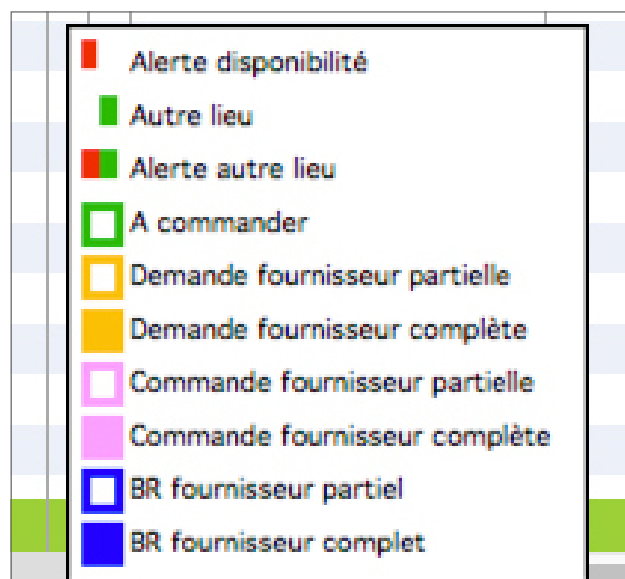 Alerte disponibilité
Autre lieu
Alerte autre lieu
A commander
Demande fournisseur partielle
Demande fournisseur complète
Commande fournisseur partielle
Commande fournisseur complète
BR fournisseur partiel
BR fournisseur complet